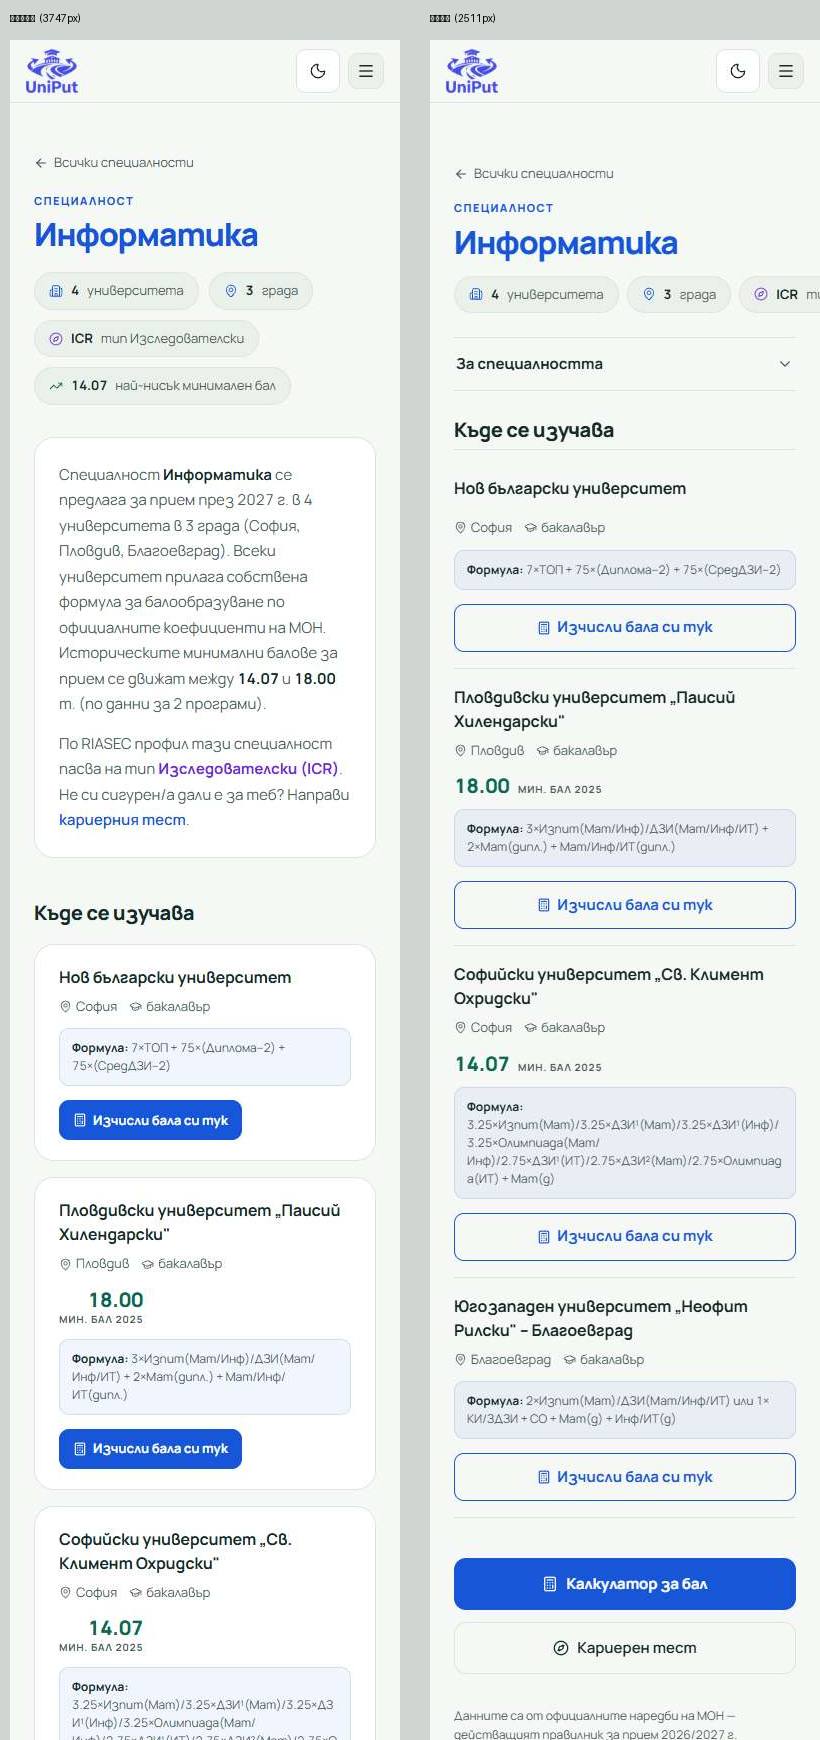 (3747px)
UniPut
Всички специалности
СПЕЦИАЛНОСТ
Информатика
4 университета
3 града
ICR тип Изследователски
14.07 най-нисък минимален бал
Специалност Информатика се
предлага за прием през 2027 г. в 4
университета в 3 града (София,
Пловдив, Благоевград). Всеки
университет прилага собствена
формула за балообразуване по
официалните коефициенти на МОН.
Историческите минимални балове за
прием се движат между 14.07 и 18.00
т. (по данни за 2 програми).
По RIASEC профил тази специалност
пасва на тип Изследователски (ICR).
Не си сигурен/а дали е за теб? Направи
кариерния тест.
Къде се изучава
Нов български университет
София бакалавър
Формула: 7×ТОП + 75×(Диплома−2) +
75×(СредДЗИ−2)
Изчисли бала си тук
Пловдивски университет „Паисий
Хилендарски"
Пловдив бакалавър
18.00
МИН. БАЛ 2025
Формула: 3×Изпит(Мат/Инф)/ДЗИ(Мат/
Инф/ИТ) + 2×Мат(дипл.) + Мат/Инф/
ИТ(дипл.)
Изчисли бала си тук
Софийски университет „Св.
Климент Охридски"
София бакалавър
14.07
МИН. БАЛ 2025
Формула:
3.25×Изпит(Мат)/3.25×ДЗИ¹(Мат)/3.25×ДЗ
И¹(Инф)/3.25×Олимпиада(Мат/
Инф)/2.75×ДЗИ¹(ИТ)/2.75×ДЗИ²(Мат)/2.75×О
(2511px)
UniPut
Всички специалности
СПЕЦИАЛНОСТ
Информатика
4 университета
3 града
ICR ти
За специалността
Къде се изучава
Нов български университет
София бакалавър
Формула: 7×ТОП + 75×(Диплома−2) + 75×(СредДЗИ−2)
Изчисли бала си тук
Пловдивски университет „Паисий
Хилендарски"
Пловдив бакалавър
18.00 МИН. БАЛ 2025
Формула: 3×Изпит(Мат/Инф)/ДЗИ(Мат/Инф/ИТ) +
2×Мат(дипл.) + Мат/Инф/ИТ(дипл.)
Изчисли бала си тук
Софийски университет „Св. Климент
Охридски"
София бакалавър
14.07 МИН. БАЛ 2025
Формула:
3.25×Изпит(Мат)/3.25×ДЗИ¹(Мат)/3.25×ДЗИ¹(Инф)/
3.25×Олимпиада(Мат/
Инф)/2.75×ДЗИ¹(ИТ)/2.75×ДЗИ²(Мат)/2.75×Олимпиад
а(ИТ) + Мат(д)
Изчисли бала си тук
Югозападен университет „Неофит
Рилски" – Благоевград
Благоевград бакалавър
Формула: 2×Изпит(Мат)/ДЗИ(Мат/Инф/ИТ) или 1×
КИ/ЗДЗИ + СО + Мат(д) + Инф/ИТ(д)
Изчисли бала си тук
Калкулатор за бал
Кариерен тест
Данните са от официалните наредби на МОН —
действащият правилник за прием 2026/2027 г.